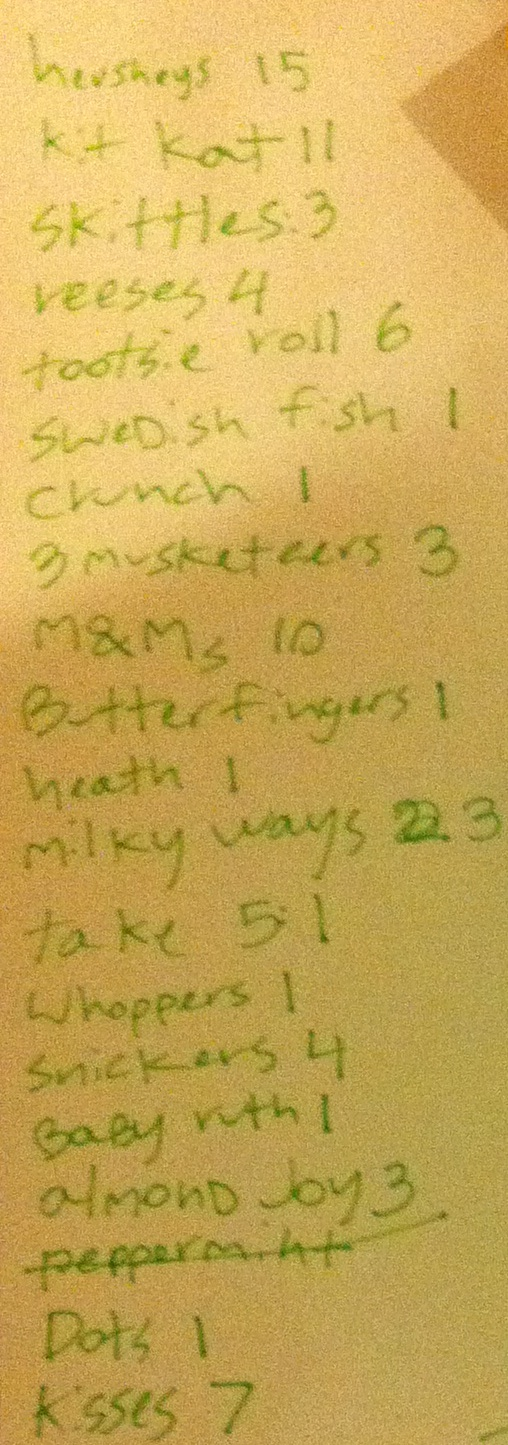 hersheys 15
kit kat 11
skittles 3
reeses 4
tootsie roll 6
sweDish fish 1
crunch 1
3 musketeers 3
M&Ms 10
Butterfingers 1
heath 1
milky ways 22 3
take 5 1
whoppers 1
snickers 4
BaBy ruth 1
almonD Joy 3
peppermint
Dots 1
kisses 7